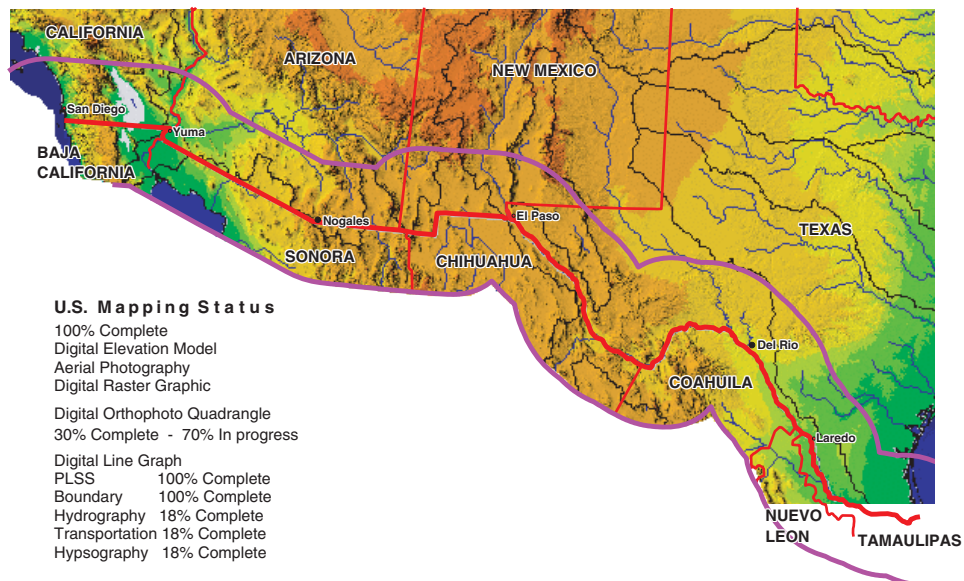 CALIFORNIA
ARIZONA
NEW MEXICO
San Diego
Yuma
BAJA
CALIFORNIA
Nogales
El Paso
TEXAS
SONORA
CHIHUAHUA
U.S. Mapping Status
100% Complete
Digital Elevation Model
Aerial Photography
Digital Raster Graphic
Del Rio
COAHUILA
Digital Orthophoto Quadrangle
30% Complete - 70% In progress
Laredo
Digital Line Graph
PLSS 100% Complete
Boundary 100% Complete
Hydrography 18% Complete
Transportation 18% Complete
Hypsography 18% Complete
NUEVO
LEON
TAMAULIPAS